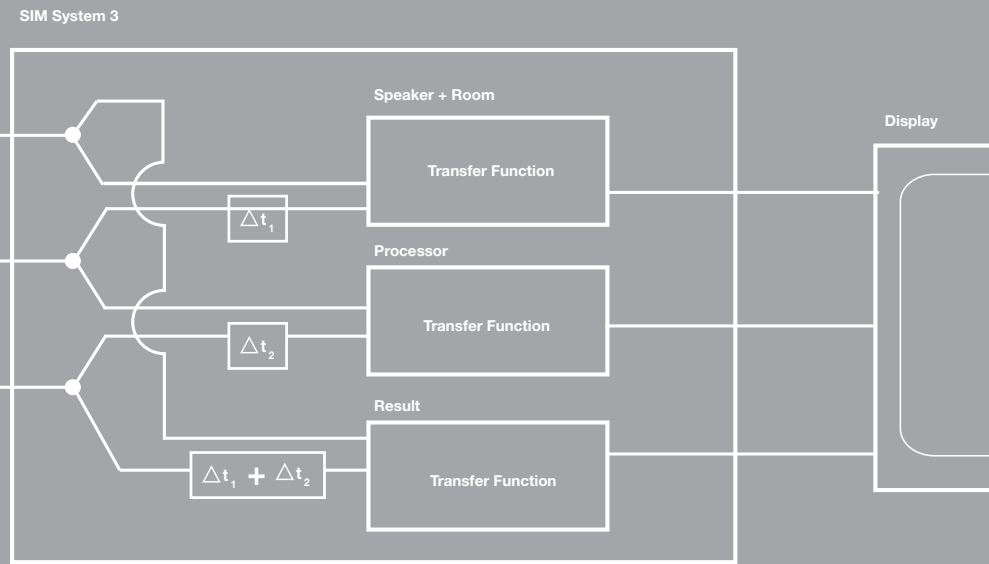 SIM System 3
Speaker + Room
Display
Transfer Function
△t₁
Processor
Transfer Function
△t₂
Result
Transfer Function
△t₁ + △t₂